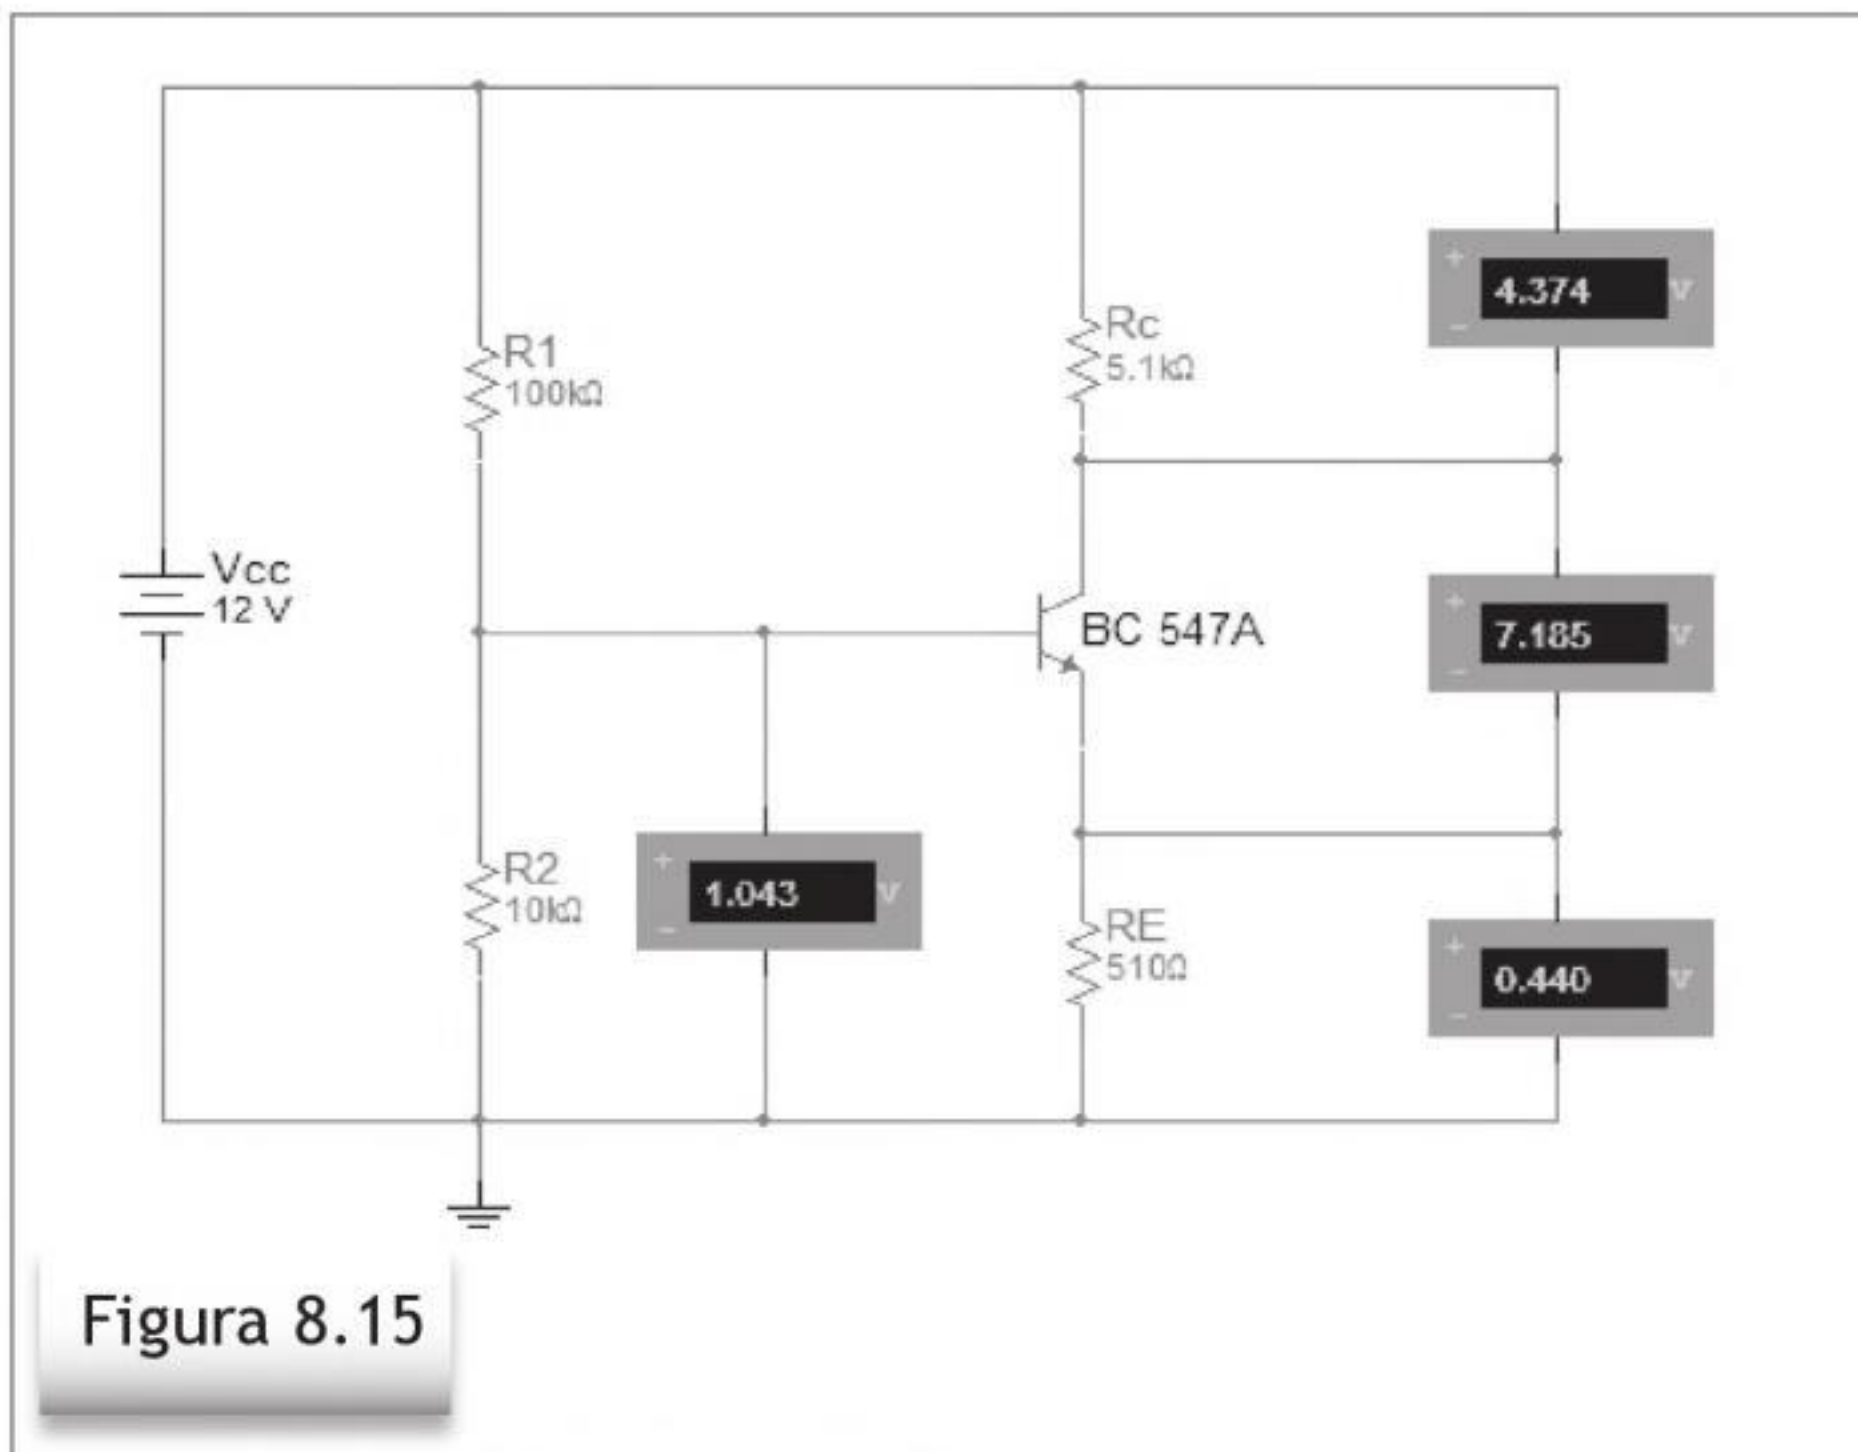 R1
100kΩ
Rc
5.1kΩ
+
4.374 V
−
Vcc
12 V
BC 547A
+
7.185 V
−
R2
10kΩ
+
1.043 V
−
RE
510Ω
+
0.440 V
−
Figura 8.15